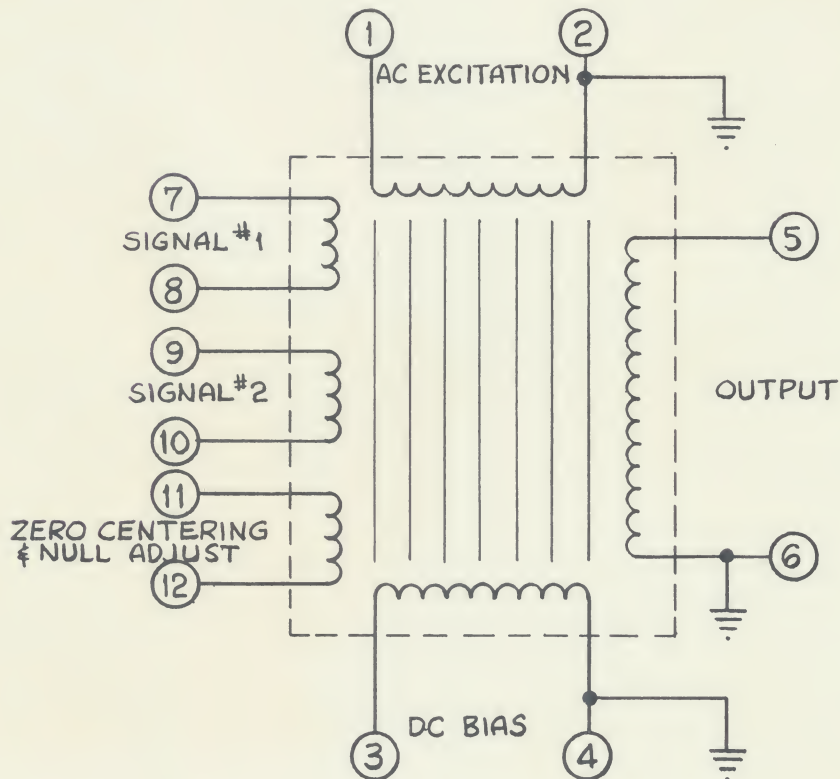 1
2
AC EXCITATION
7
SIGNAL #1
8
5
9
SIGNAL #2
OUTPUT
10
11
ZERO CENTERING
& NULL ADJUST
12
6
DC BIAS
3
4